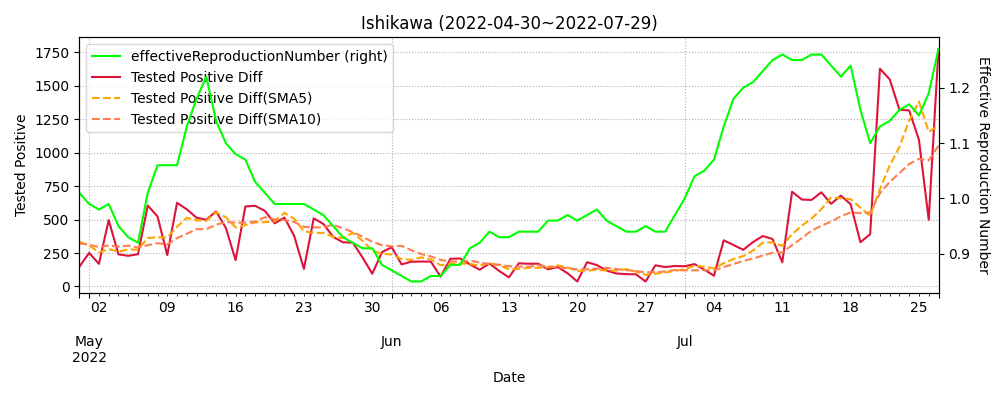 Ishikawa (2022-04-30~2022-07-29)
effectiveReproductionNumber (right)
Tested Positive Diff
Tested Positive Diff(SMA5)
Tested Positive Diff(SMA10)
Tested Positive
1750
1500
1250
1000
750
500
250
0
Effective Reproduction Number
1.2
1.1
1.0
0.9
02 09 16 23 30 06 13 20 27 04 11 18 25
May Jun Jul
2022
Date